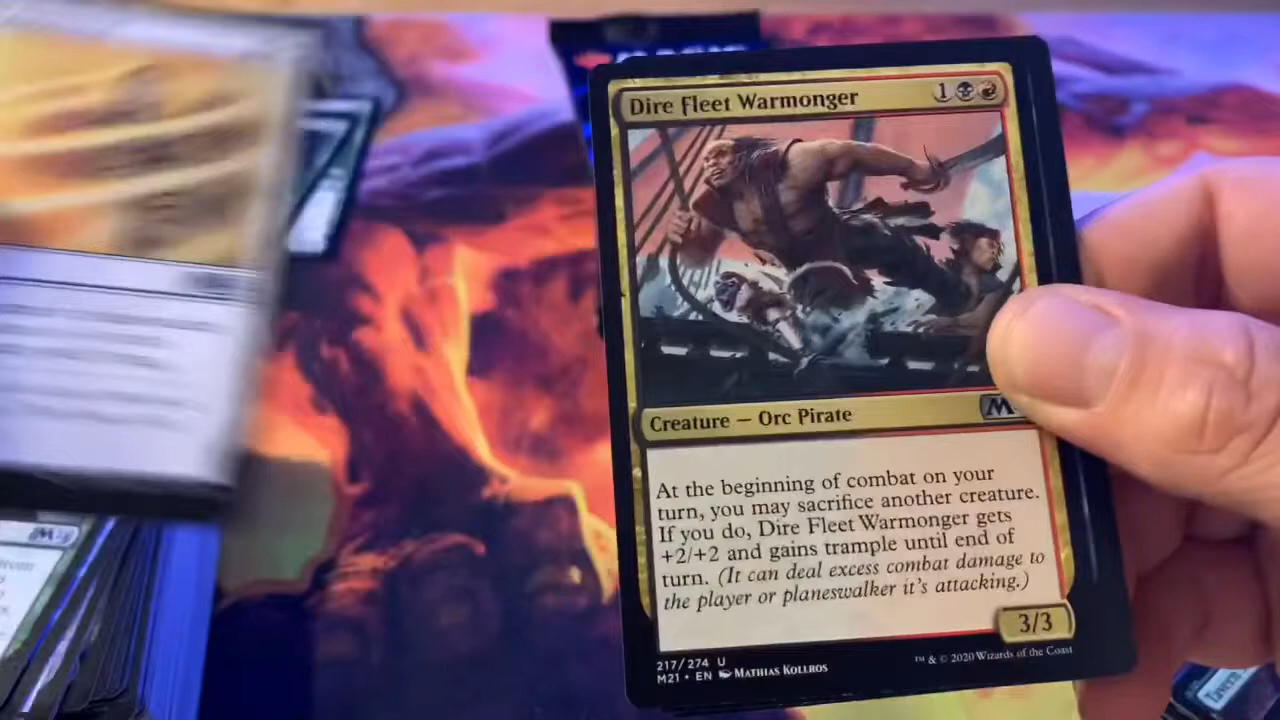 MAGIC
Dire Fleet Warmonger 1
Creature — Orc Pirate
M
At the beginning of combat on your
turn, you may sacrifice another creature.
If you do, Dire Fleet Warmonger gets
+2/+2 and gains trample until end of
turn. (It can deal excess combat damage to
the player or planeswalker it's attacking.)
3/3
217/274 U
M21 • EN MATHIAS KOLLROS
™ & © 2020 Wizards of the Coast